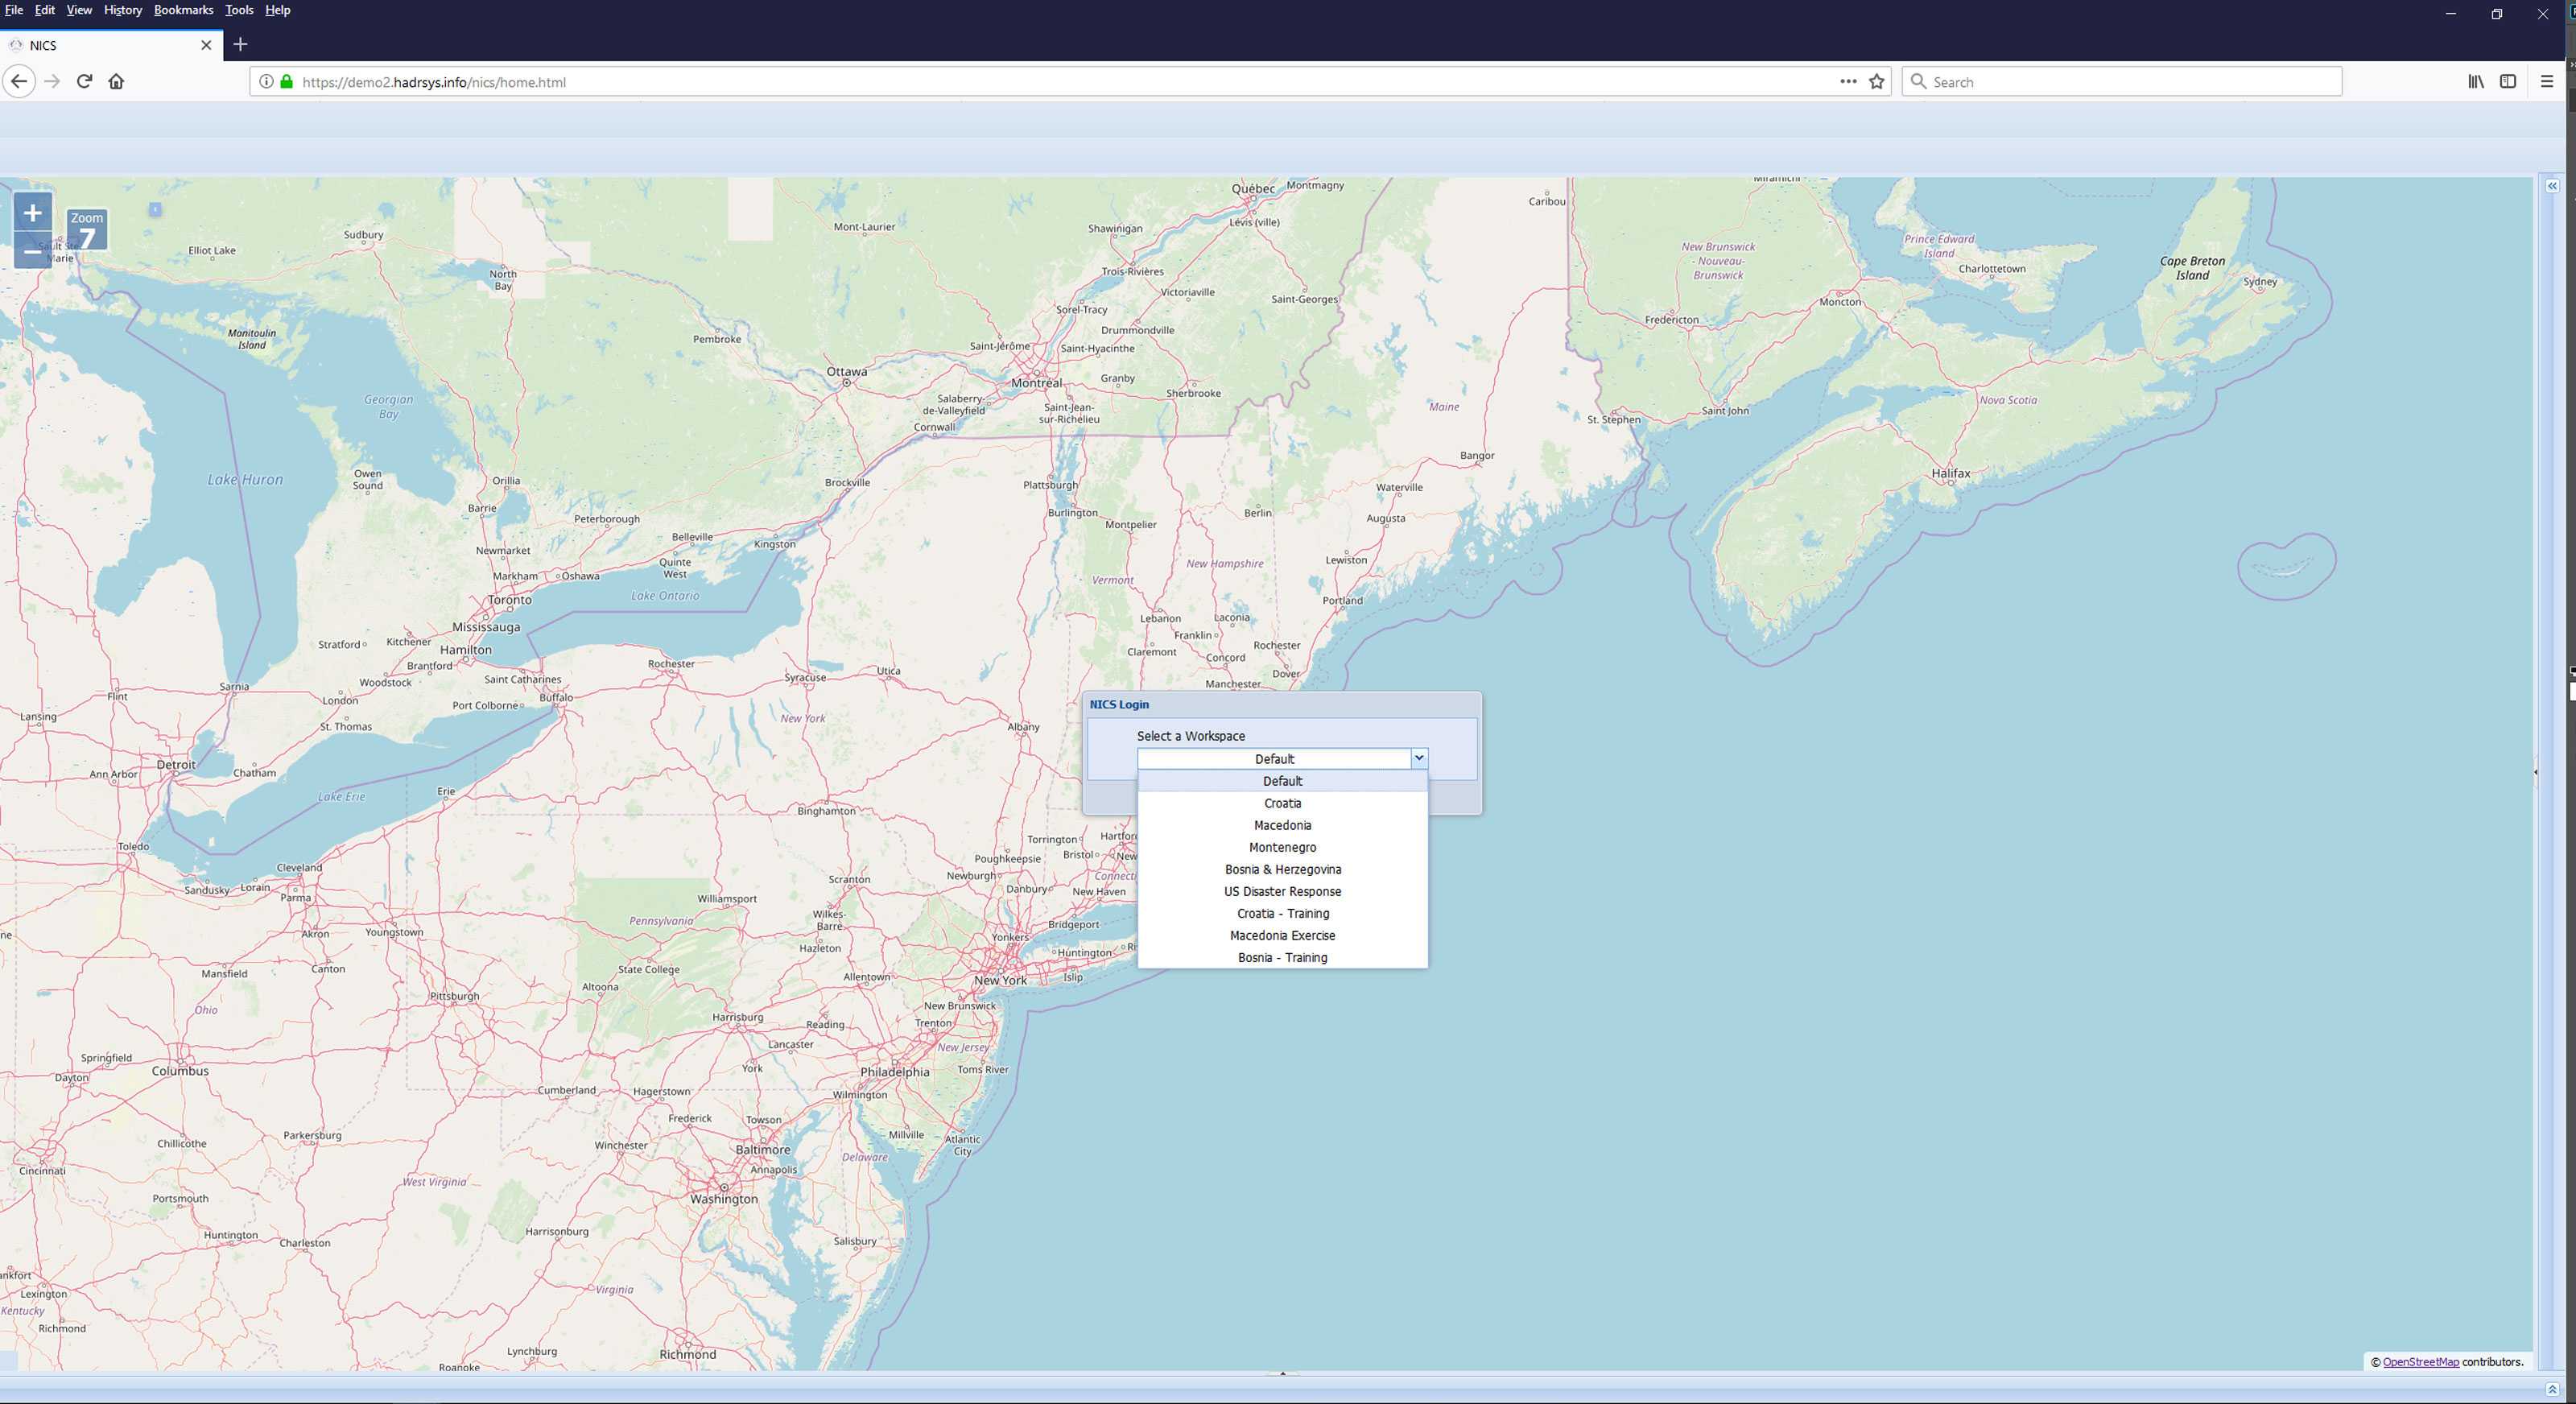 File Edit View History Bookmarks Tools Help
NICS
https://demo2.hadrsys.info/nics/home.html
Search
Zoom
7
+
−
Sault Ste
Marie
Elliot Lake
Sudbury
North
Bay
Mont-Laurier
Québec
Montmagny
Lévis (ville)
Shawinigan
Trois-Rivières
Victoriaville
Saint-Georges
Sorel-Tracy
Drummondville
Caribou
Miramichi
New Brunswick
- Nouveau-
Brunswick
Prince Edward
Island
Charlottetown
Cape Breton
Island
Sydney
Moncton
Fredericton
Manitoulin
Island
Pembroke
Saint-Jérôme
Saint-Hyacinthe
Ottawa
Montréal
Granby
Sherbrooke
Georgian
Bay
Salaberry-
de-Valleyfield
Saint-Jean-
sur-Richelieu
Cornwall
Maine
St. Stephen
Saint John
Nova Scotia
Bangor
Halifax
Lake Huron
Owen
Sound
Orillia
Brockville
Plattsburgh
Waterville
Barrie
Peterborough
Burlington
Montpelier
Berlin
Augusta
Belleville
Kingston
Newmarket
Quinte
West
Markham
Oshawa
Vermont
New Hampshire
Lewiston
Toronto
Lake Ontario
Portland
Mississauga
Lebanon
Laconia
Stratford
Kitchener
Hamilton
Franklin
Rochester
Brantford
Rochester
Claremont
Concord
Woodstock
Saint Catharines
Syracuse
Utica
Manchester
Dover
Flint
Sarnia
London
Port Colborne
Buffalo
Lansing
St. Thomas
New York
Albany
Detroit
Ann Arbor
Chatham
Lake Erie
Erie
Binghamton
NICS Login
Select a Workspace
Default
Default
Croatia
Macedonia
Montenegro
Bosnia & Herzegovina
US Disaster Response
Croatia - Training
Macedonia Exercise
Bosnia - Training
Toledo
Torrington
Hartfor
Poughkeepsie
Bristol
New
Cleveland
Sandusky
Lorain
Parma
Scranton
Newburgh
Danbury
New Haven
Connecti
Williamsport
Wilkes-
Barre
Pennsylvania
Bridgeport
Akron
Youngstown
Hazleton
Yonkers
Huntington
Ri
Mansfield
Canton
State College
Allentown
New York
Islip
Altoona
Pittsburgh
New Brunswick
Ohio
Harrisburg
Reading
Trenton
Lancaster
New Jersey
Springfield
Columbus
York
Philadelphia
Toms River
Dayton
Cumberland
Hagerstown
Wilmington
Frederick
Towson
Chillicothe
Parkersburg
Winchester
Baltimore
Millville
Atlantic
City
Cincinnati
Annapolis
Delaware
West Virginia
Washington
Portsmouth
Huntington
Charleston
Harrisonburg
Salisbury
ankfort
Lexington
Virginia
Kentucky
Richmond
Lynchburg
Richmond
Roanoke
© OpenStreetMap contributors.